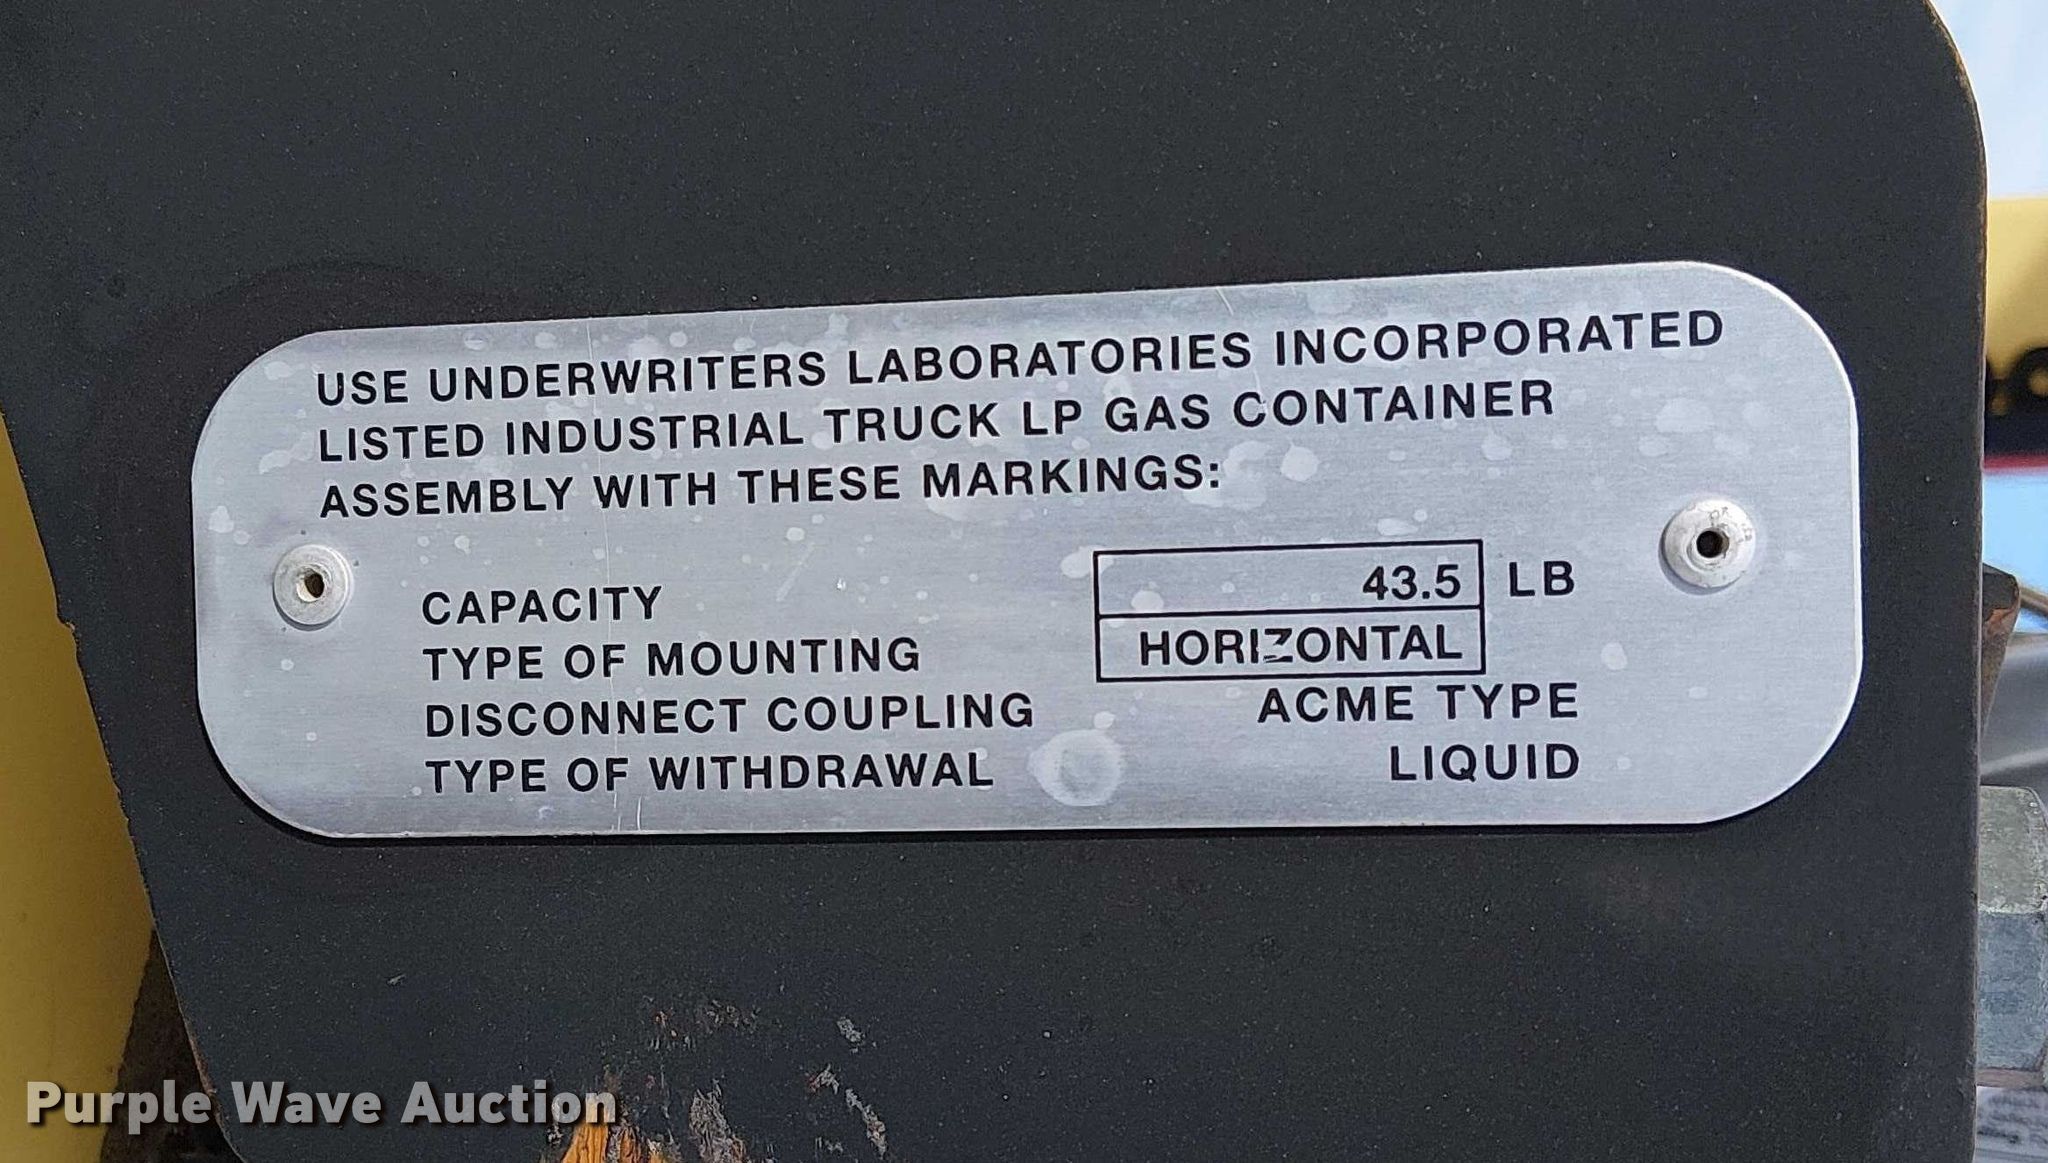 USE UNDERWRITERS LABORATORIES INCORPORATED
LISTED INDUSTRIAL TRUCK LP GAS CONTAINER
ASSEMBLY WITH THESE MARKINGS:
CAPACITY 43.5 LB
TYPE OF MOUNTING HORIZONTAL
DISCONNECT COUPLING ACME TYPE
TYPE OF WITHDRAWAL LIQUID
Purple Wave Auction